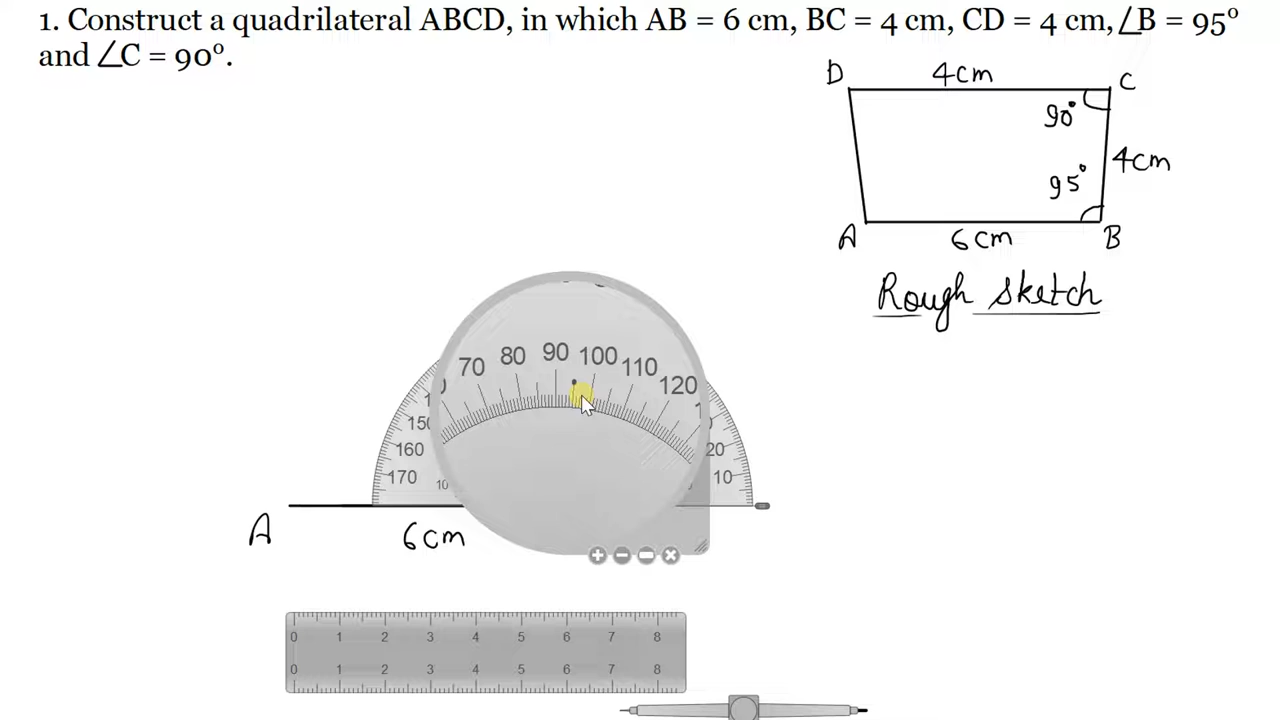 1. Construct a quadrilateral ABCD, in which AB = 6 cm, BC = 4 cm, CD = 4 cm, ∠B = 95°
and ∠C = 90°.
D 4cm C
90°
4cm
95°
A 6cm B
Rough Sketch
70 80 90 100 110 120
150
160 20
170 10 10
A 6cm
0 1 2 3 4 5 6 7 8
0 1 2 3 4 5 6 7 8